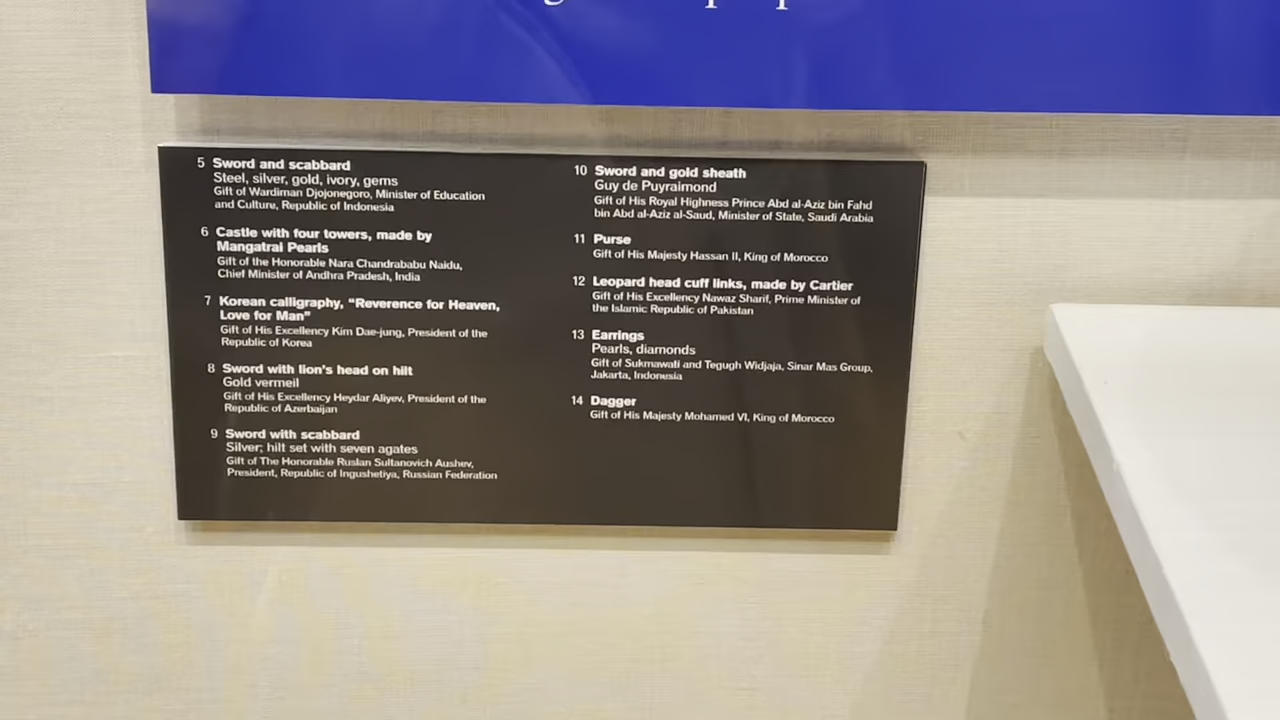 5 Sword and scabbard
Steel, silver, gold, ivory, gems
Gift of Wardiman Djojonegoro, Minister of Education
and Culture, Republic of Indonesia
6 Castle with four towers, made by
Mangatrai Pearls
Gift of the Honorable Nara Chandrababu Naidu,
Chief Minister of Andhra Pradesh, India
7 Korean calligraphy, “Reverence for Heaven,
Love for Man”
Gift of His Excellency Kim Dae-jung, President of the
Republic of Korea
8 Sword with lion’s head on hilt
Gold vermeil
Gift of His Excellency Heydar Aliyev, President of the
Republic of Azerbaijan
9 Sword with scabbard
Silver; hilt set with seven agates
Gift of The Honorable Ruslan Sultanovich Aushev,
President, Republic of Ingushetiya, Russian Federation
10 Sword and gold sheath
Guy de Puyraimond
Gift of His Royal Highness Prince Abd al-Aziz bin Fahd
bin Abd al-Aziz al-Saud, Minister of State, Saudi Arabia
11 Purse
Gift of His Majesty Hassan II, King of Morocco
12 Leopard head cuff links, made by Cartier
Gift of His Excellency Nawaz Sharif, Prime Minister of
the Islamic Republic of Pakistan
13 Earrings
Pearls, diamonds
Gift of Sukmawati and Tegugh Widjaja, Sinar Mas Group,
Jakarta, Indonesia
14 Dagger
Gift of His Majesty Mohamed VI, King of Morocco